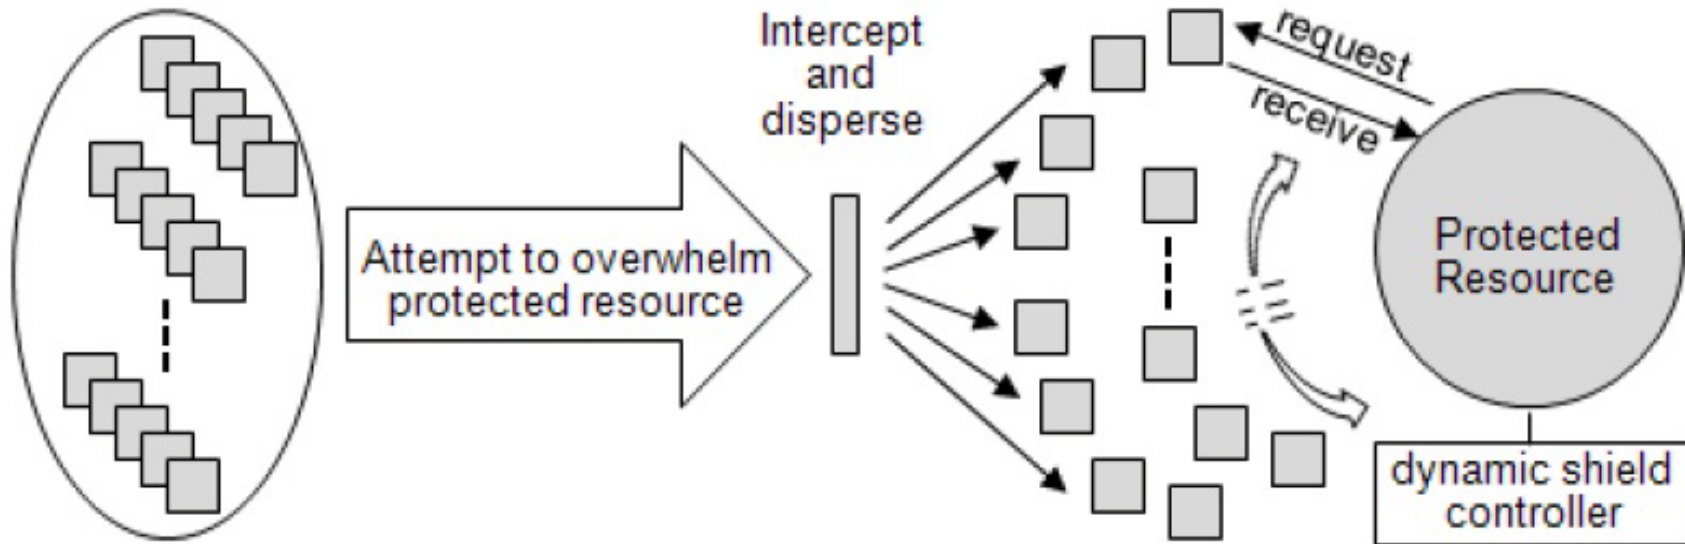 Intercept
and
disperse
request
receive
Attempt to overwhelm
protected resource
Protected
Resource
dynamic shield
controller